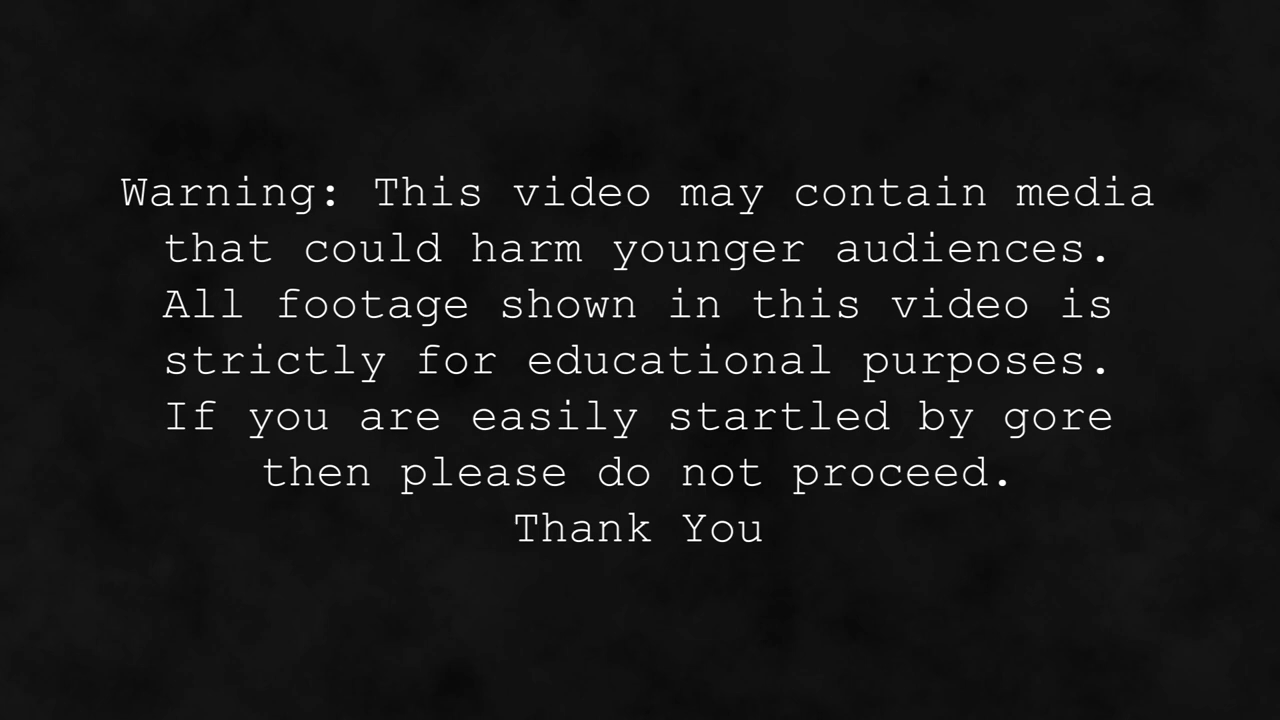 Warning: This video may contain media
that could harm younger audiences.
All footage shown in this video is
strictly for educational purposes.
If you are easily startled by gore
then please do not proceed.
Thank You